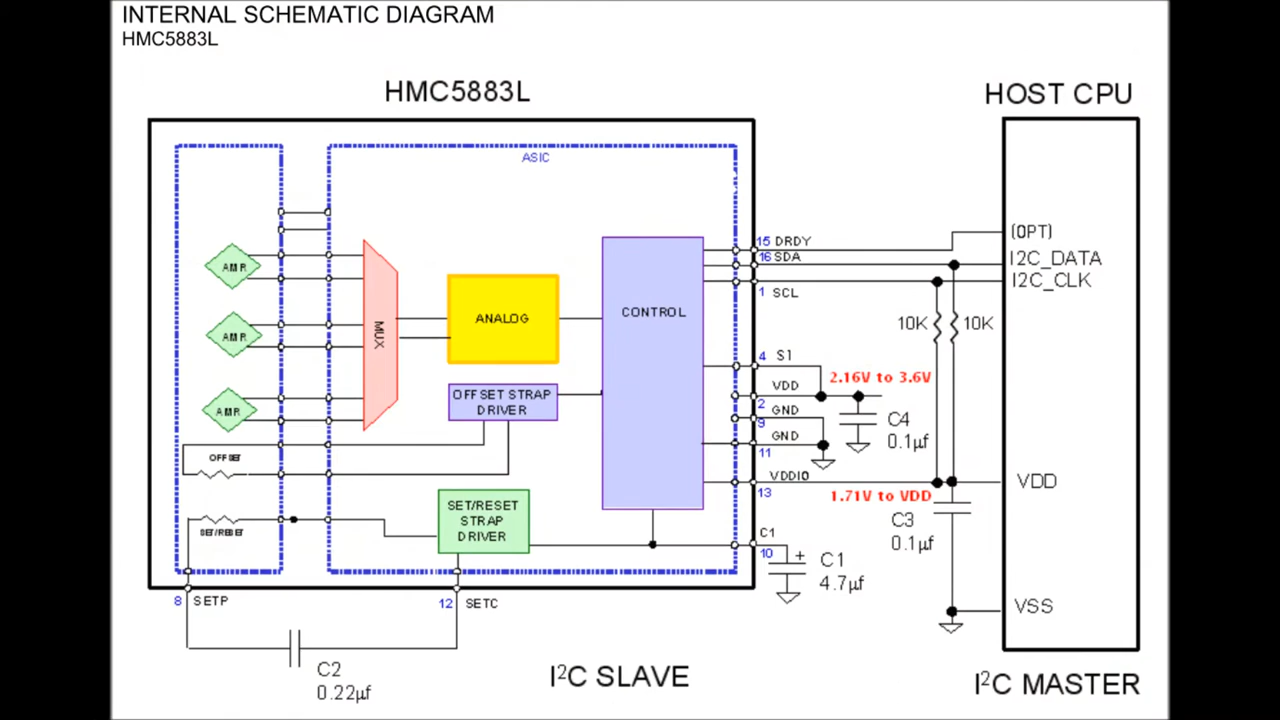 INTERNAL SCHEMATIC DIAGRAM
HMC5883L
HMC5883L
HOST CPU
ASIC
AMR
AMR
AMR
MUX
ANALOG
CONTROL
OFFSET STRAP
DRIVER
OFFSET
SET/RESET
SET/RESET
STRAP
DRIVER
15 DRDY
16 SDA
1 SCL
4 S1
VDD
2
GND
9
GND
11
VDDIO
13
C1
10
2.16V to 3.6V
C4
0.1µf
1.71V to VDD
C3
0.1µf
+
C1
4.7µf
10K
10K
(OPT)
I2C_DATA
I2C_CLK
VDD
VSS
8 SETP
12 SETC
C2
0.22µf
I²C SLAVE
I²C MASTER